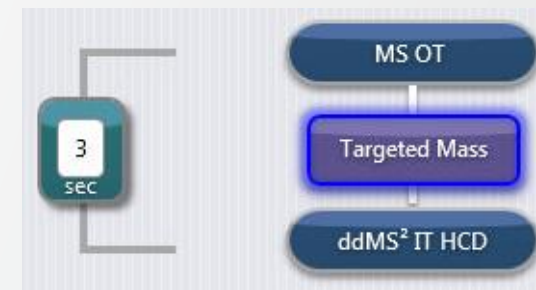 MS OT
3
sec
Targeted Mass
ddMS² IT HCD